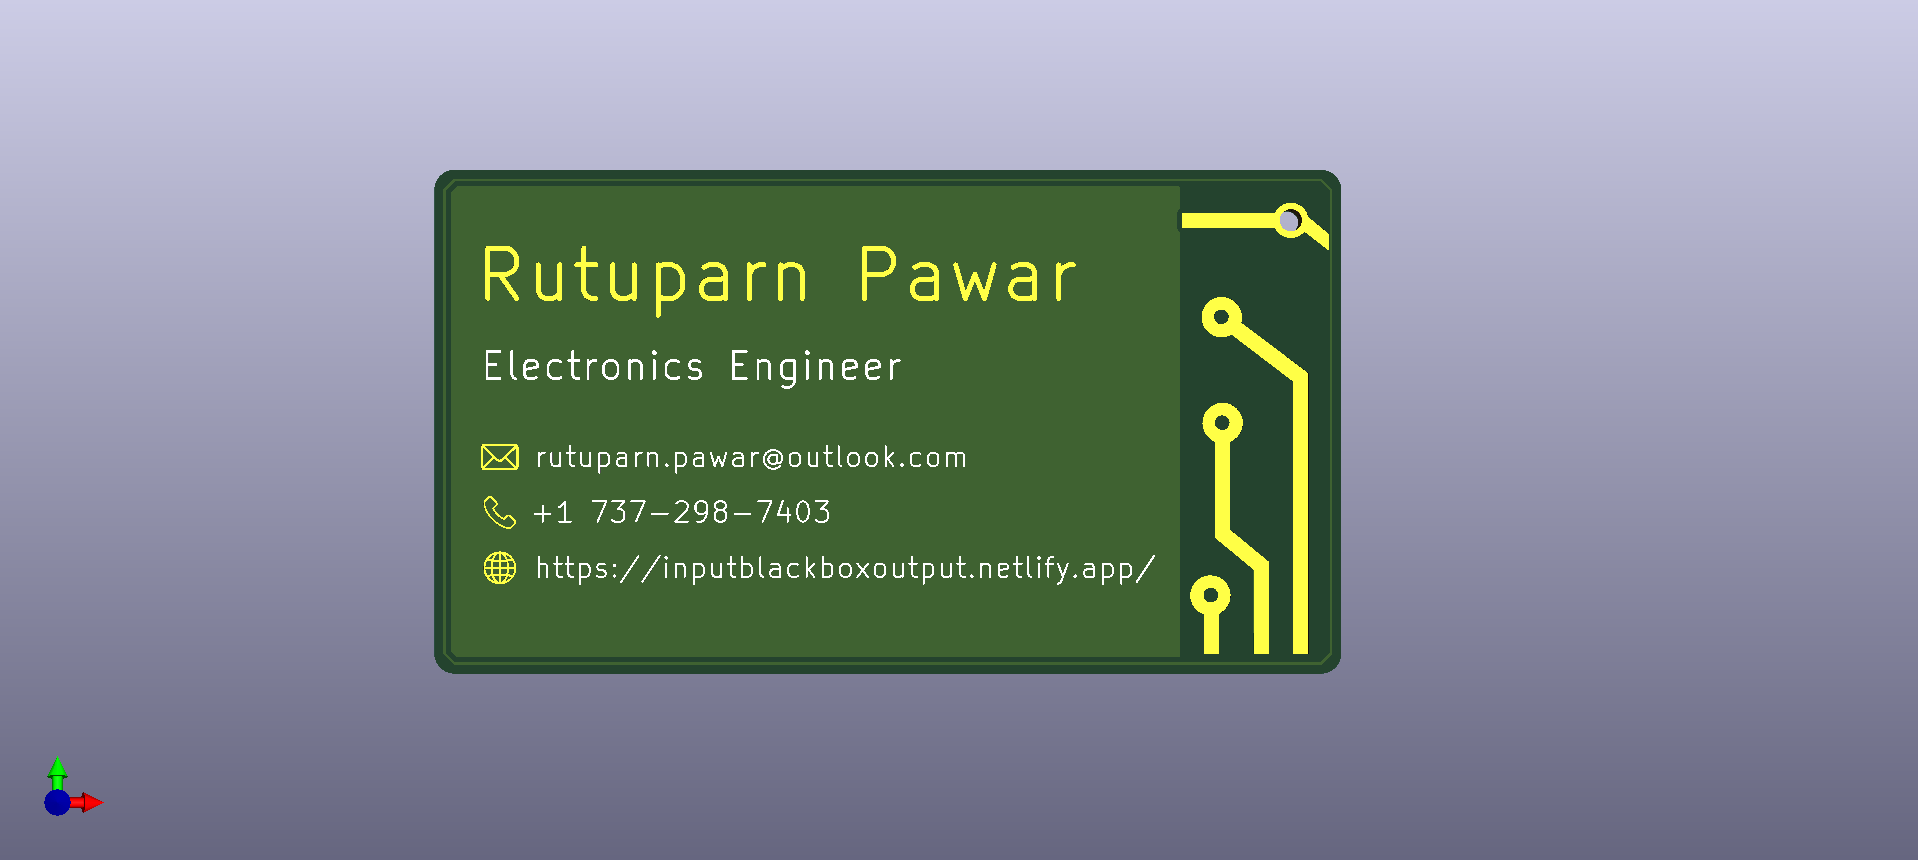 Rutuparn Pawar
Electronics Engineer
rutuparn.pawar@outlook.com
+1 737-298-7403
https://inputblackboxoutput.netlify.app/